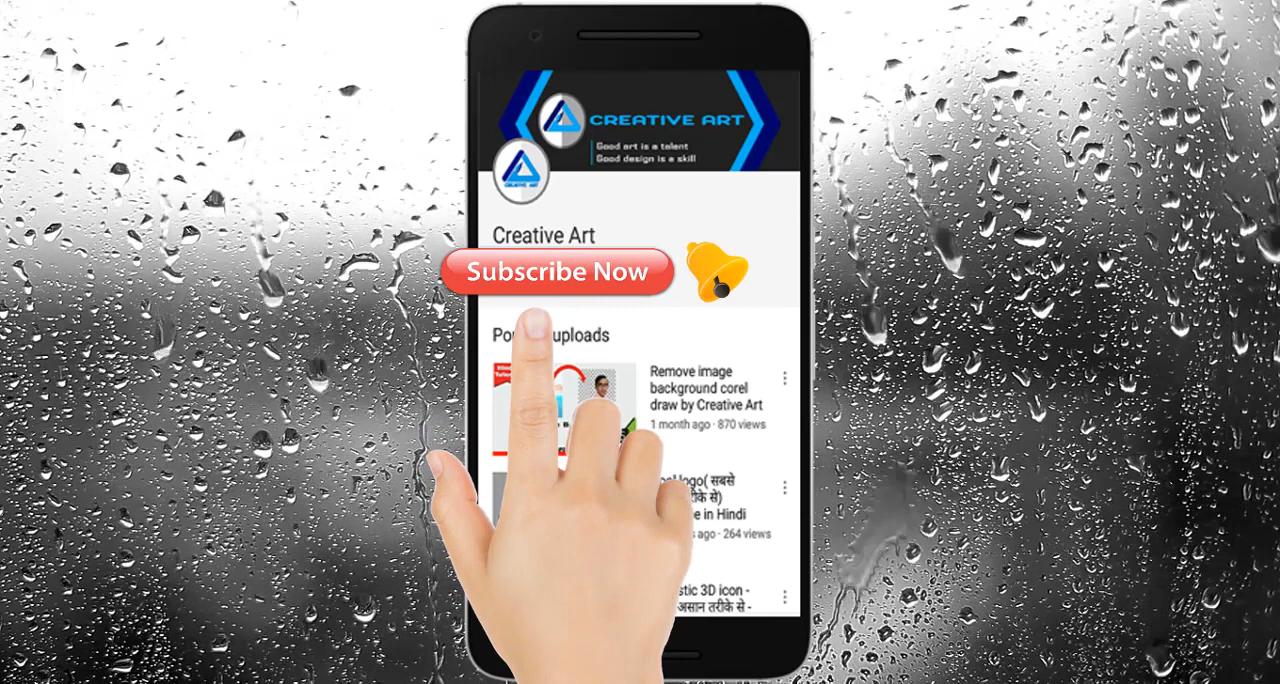 CREATIVE ART
Good art is a talent
Good design is a skill
CREATIVE ART
Creative Art
Subscribe Now
uploads
Remove image
background corel
draw by Creative Art
1 month ago · 870 views
logo( सबसे
से)
in Hindi
ago · 264 views
3D icon -
असान तरीके से -